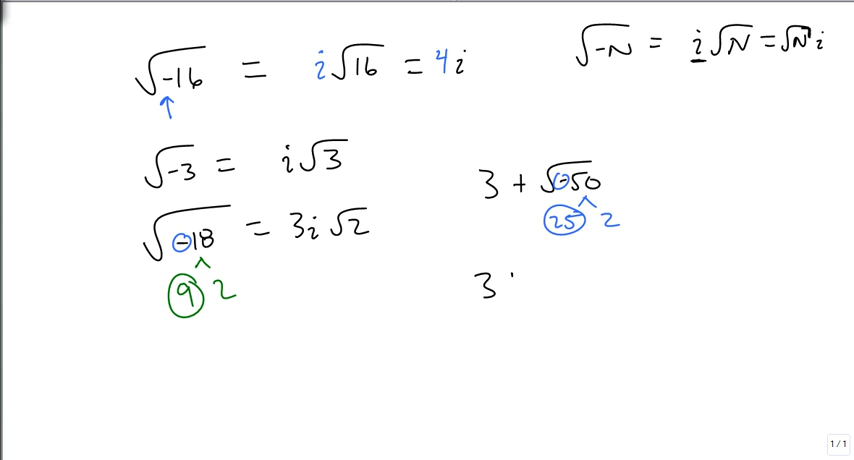 √-16 = i√16 = 4i
√-N = i√N = √N i
√-3 = i√3
3 + √-50
25 2
√-18 = 3i√2
9 2
3
1 / 1